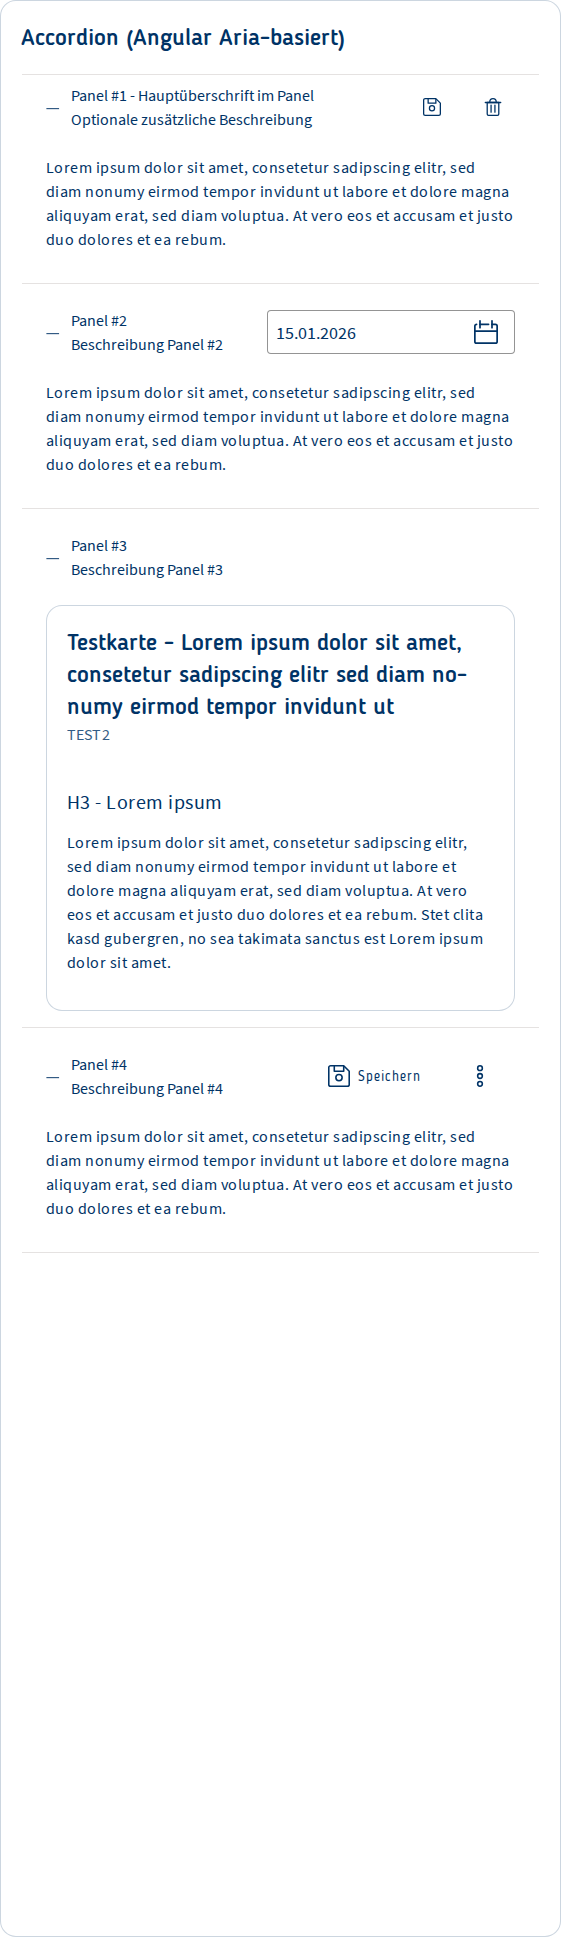 Accordion (Angular Aria-basiert)
Panel #1 - Hauptüberschrift im Panel
Optionale zusätzliche Beschreibung
Lorem ipsum dolor sit amet, consetetur sadipscing elitr, sed
diam nonumy eirmod tempor invidunt ut labore et dolore magna
aliquyam erat, sed diam voluptua. At vero eos et accusam et justo
duo dolores et ea rebum.
Panel #2
Beschreibung Panel #2
15.01.2026
Lorem ipsum dolor sit amet, consetetur sadipscing elitr, sed
diam nonumy eirmod tempor invidunt ut labore et dolore magna
aliquyam erat, sed diam voluptua. At vero eos et accusam et justo
duo dolores et ea rebum.
Panel #3
Beschreibung Panel #3
Testkarte - Lorem ipsum dolor sit amet,
consetetur sadipscing elitr sed diam no-
numy eirmod tempor invidunt ut
TEST2
H3 - Lorem ipsum
Lorem ipsum dolor sit amet, consetetur sadipscing elitr,
sed diam nonumy eirmod tempor invidunt ut labore et
dolore magna aliquyam erat, sed diam voluptua. At vero
eos et accusam et justo duo dolores et ea rebum. Stet clita
kasd gubergren, no sea takimata sanctus est Lorem ipsum
dolor sit amet.
Panel #4
Beschreibung Panel #4
Speichern
Lorem ipsum dolor sit amet, consetetur sadipscing elitr, sed
diam nonumy eirmod tempor invidunt ut labore et dolore magna
aliquyam erat, sed diam voluptua. At vero eos et accusam et justo
duo dolores et ea rebum.